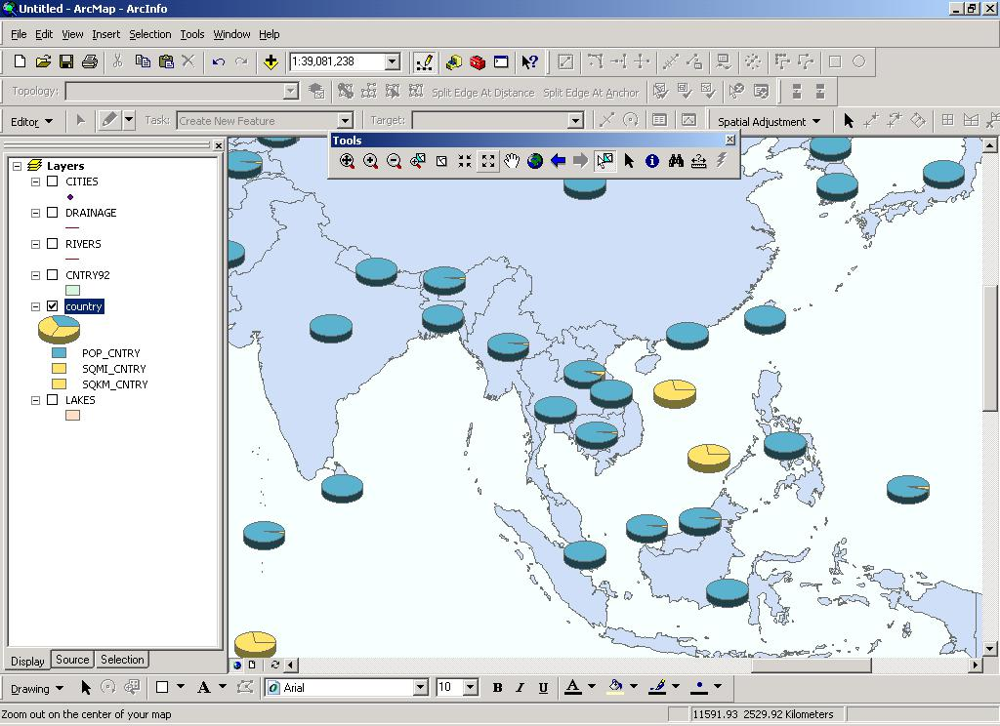 Untitled - ArcMap - ArcInfo
File Edit View Insert Selection Tools Window Help
1:39,081,238
Topology: Split Edge At Distance Split Edge At Anchor
Editor Task: Create New Feature Target: Spatial Adjustment
Tools
Layers
CITIES
DRAINAGE
RIVERS
CNTRY92
country
POP_CNTRY
SQMI_CNTRY
SQKM_CNTRY
LAKES
Display Source Selection
Drawing A Arial 10 B I U A
Zoom out on the center of your map 11591.93 2529.92 Kilometers